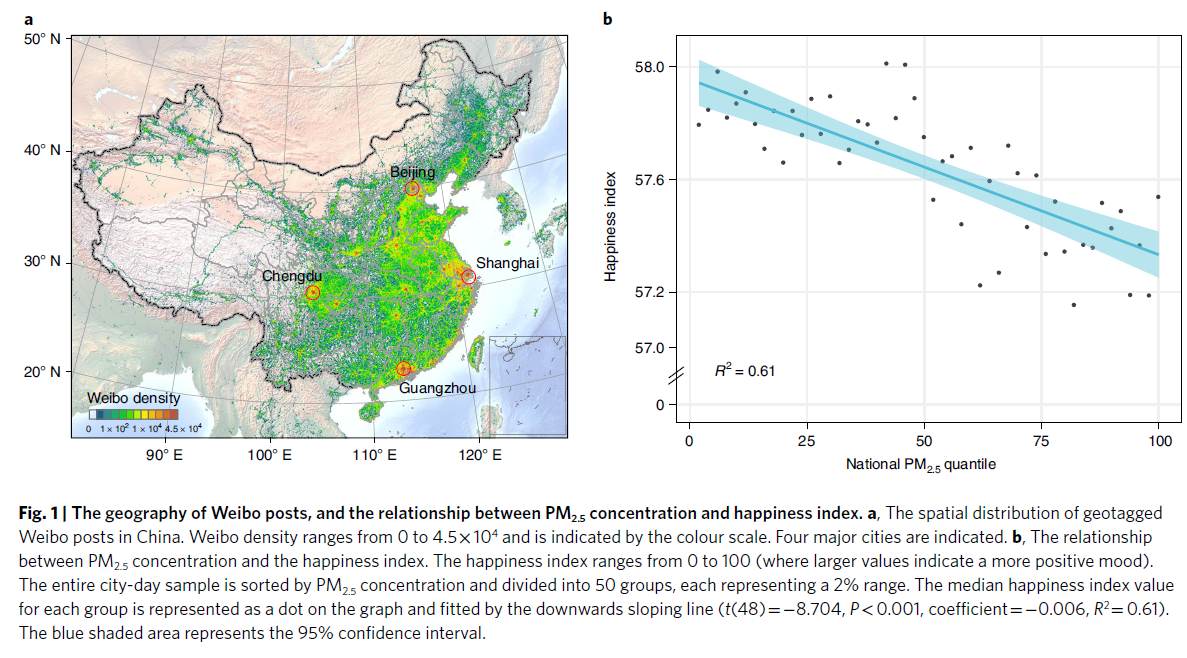 a
50° N
40° N
30° N
20° N
Beijing
Shanghai
Chengdu
Guangzhou
Weibo density
0 1 × 10² 1 × 10⁴ 4.5 × 10⁴
90° E 100° E 110° E 120° E
b
Happiness index
58.0
57.6
57.2
57.0
0
R² = 0.61
0 25 50 75 100
National PM₂.₅ quantile
Fig. 1 | The geography of Weibo posts, and the relationship between PM₂.₅ concentration and happiness index. a, The spatial distribution of geotagged
Weibo posts in China. Weibo density ranges from 0 to 4.5 × 10⁴ and is indicated by the colour scale. Four major cities are indicated. b, The relationship
between PM₂.₅ concentration and the happiness index. The happiness index ranges from 0 to 100 (where larger values indicate a more positive mood).
The entire city-day sample is sorted by PM₂.₅ concentration and divided into 50 groups, each representing a 2% range. The median happiness index value
for each group is represented as a dot on the graph and fitted by the downwards sloping line (t(48) = −8.704, P < 0.001, coefficient = −0.006, R² = 0.61).
The blue shaded area represents the 95% confidence interval.